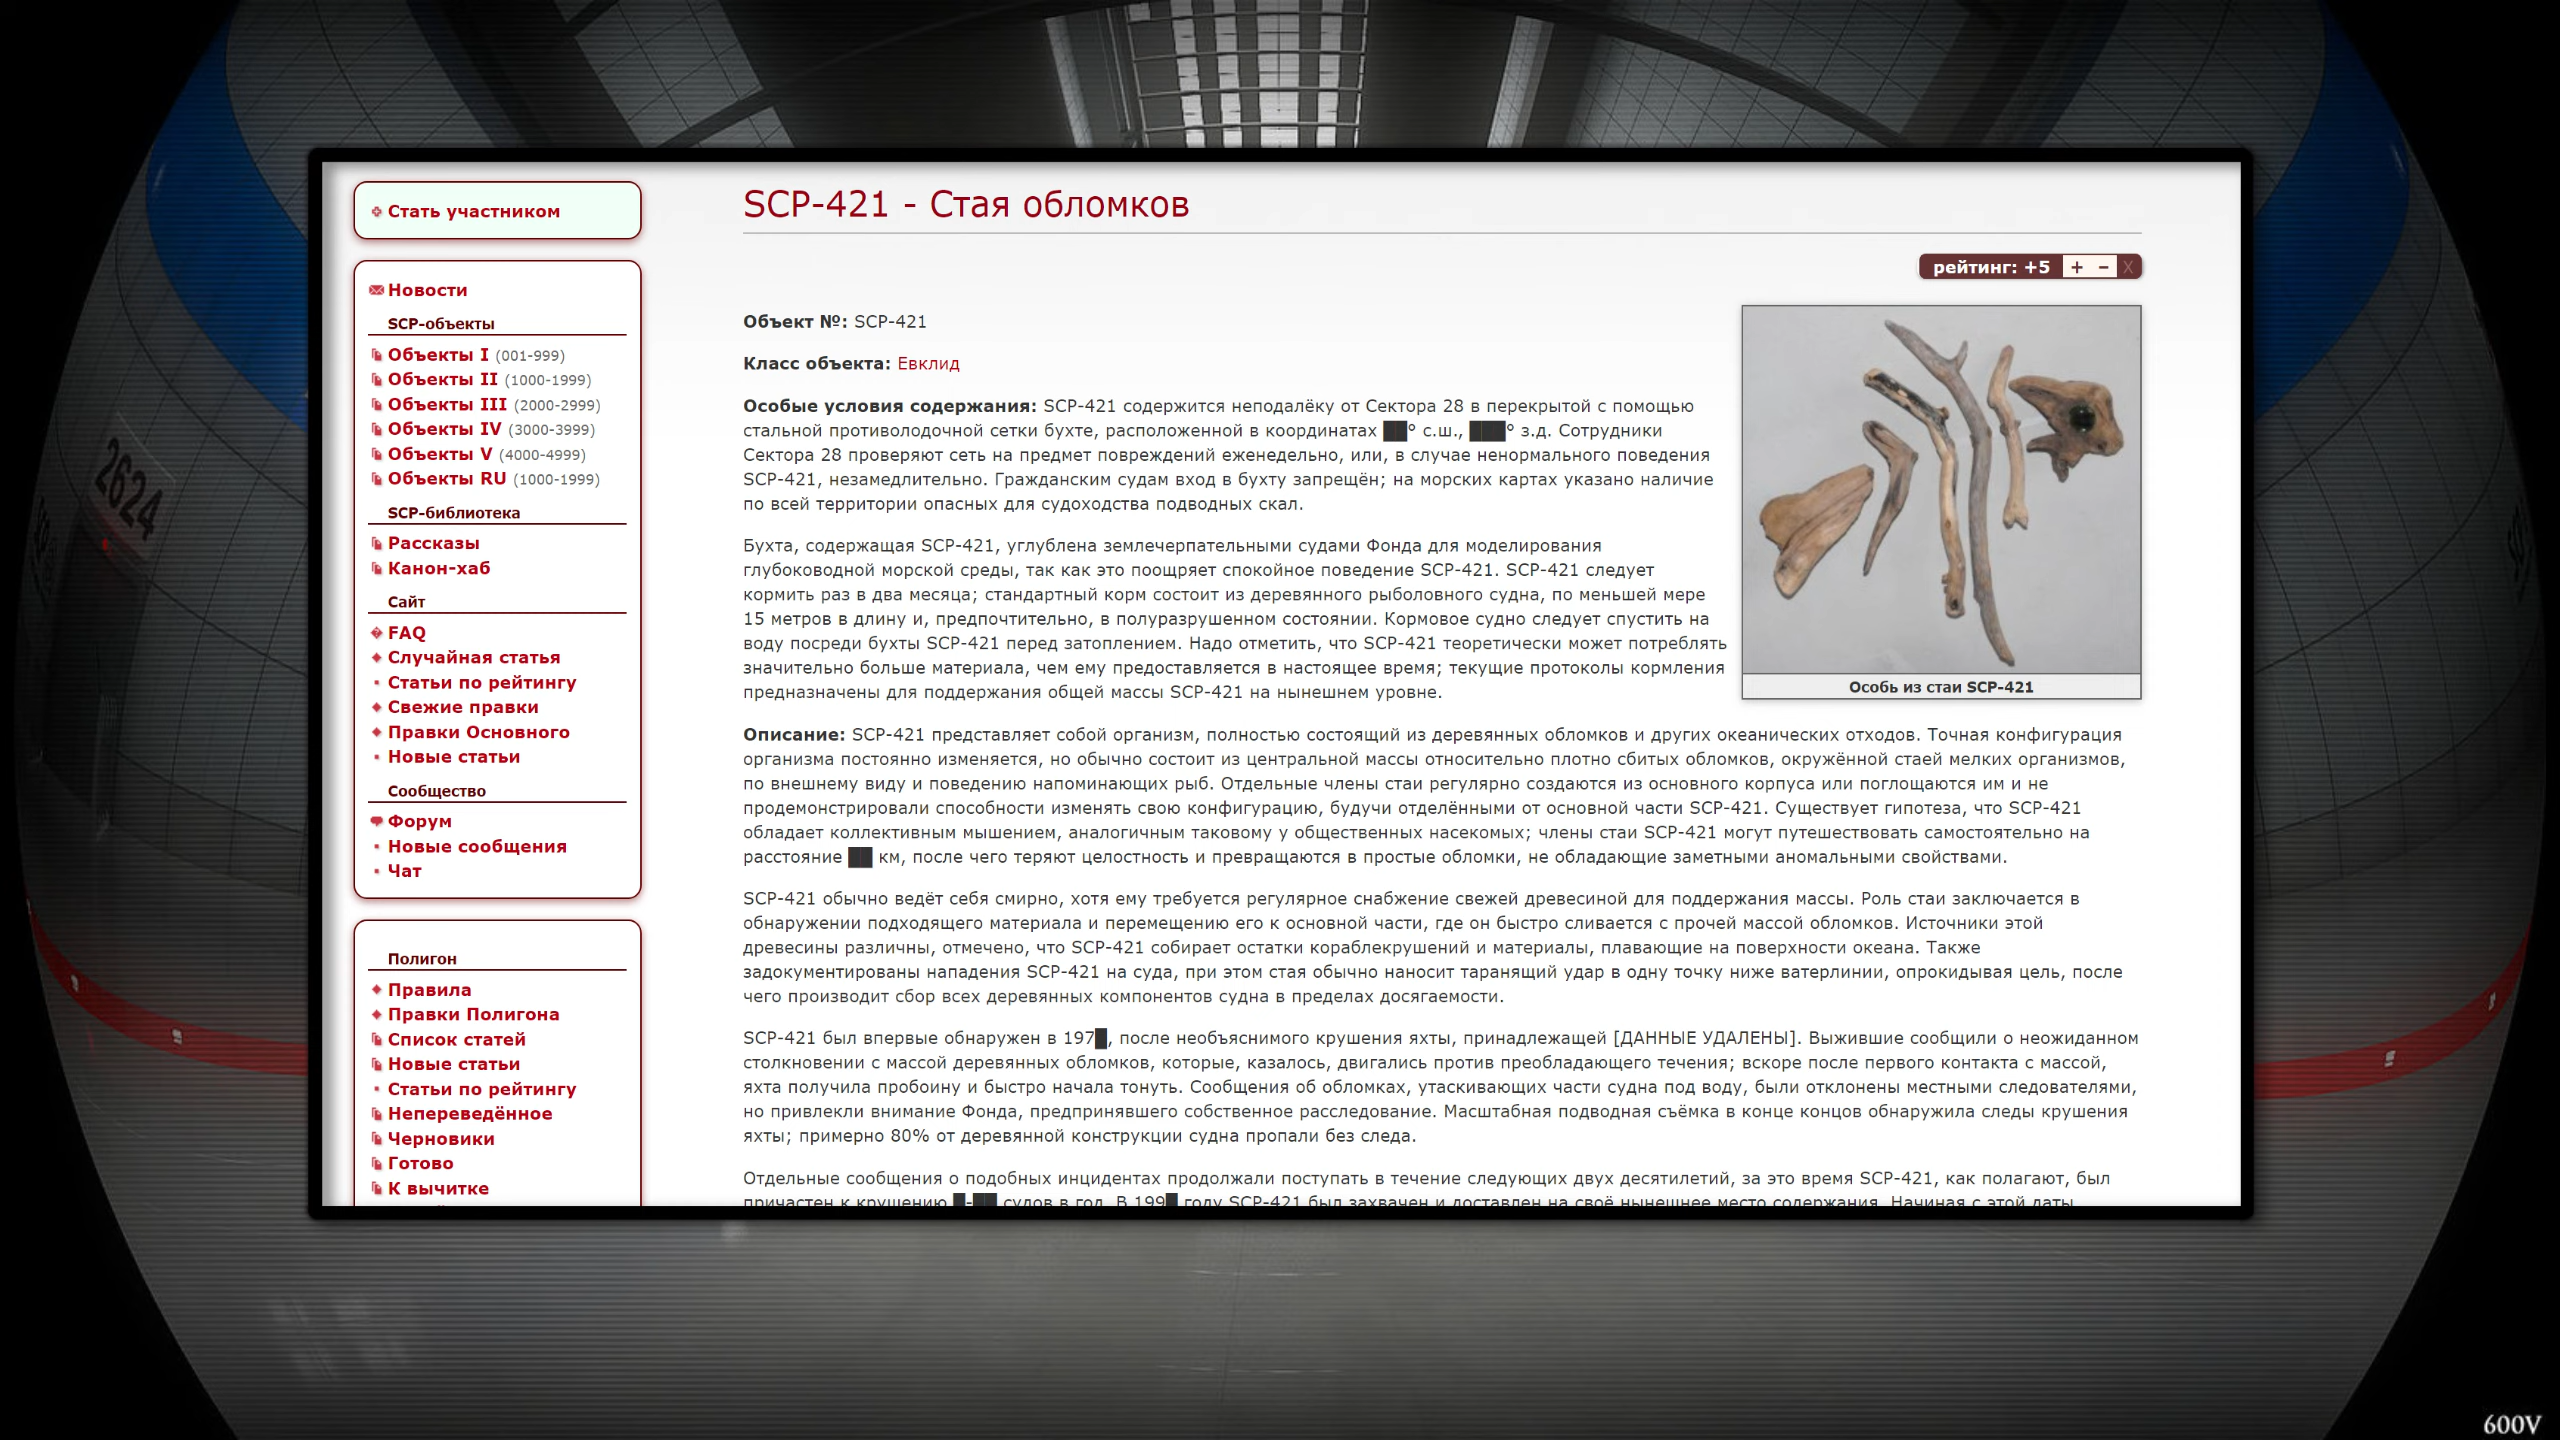 Стать участником
Новости
SCP-объекты
Объекты I (001-999)
Объекты II (1000-1999)
Объекты III (2000-2999)
Объекты IV (3000-3999)
Объекты V (4000-4999)
Объекты RU (1000-1999)
SCP-библиотека
Рассказы
Канон-хаб
Сайт
FAQ
Случайная статья
Статьи по рейтингу
Свежие правки
Правки Основного
Новые статьи
Сообщество
Форум
Новые сообщения
Чат
Полигон
Правила
Правки Полигона
Список статей
Новые статьи
Статьи по рейтингу
Непереведённое
Черновики
Готово
К вычитке
SCP-421 - Стая обломков
рейтинг: +5 + – X
Объект №: SCP-421
Класс объекта: Евклид
Особые условия содержания: SCP-421 содержится неподалёку от Сектора 28 в перекрытой с помощью
стальной противолодочной сетки бухте, расположенной в координатах ██° с.ш., ███° з.д. Сотрудники
Сектора 28 проверяют сеть на предмет повреждений еженедельно, или, в случае ненормального поведения
SCP-421, незамедлительно. Гражданским судам вход в бухту запрещён; на морских картах указано наличие
по всей территории опасных для судоходства подводных скал.
Бухта, содержащая SCP-421, углублена землечерпательными судами Фонда для моделирования
глубоководной морской среды, так как это поощряет спокойное поведение SCP-421. SCP-421 следует
кормить раз в два месяца; стандартный корм состоит из деревянного рыболовного судна, по меньшей мере
15 метров в длину и, предпочтительно, в полуразрушенном состоянии. Кормовое судно следует спустить на
воду посреди бухты SCP-421 перед затоплением. Надо отметить, что SCP-421 теоретически может потреблять
значительно больше материала, чем ему предоставляется в настоящее время; текущие протоколы кормления
предназначены для поддержания общей массы SCP-421 на нынешнем уровне.
Особь из стаи SCP-421
Описание: SCP-421 представляет собой организм, полностью состоящий из деревянных обломков и других океанических отходов. Точная конфигурация
организма постоянно изменяется, но обычно состоит из центральной массы относительно плотно сбитых обломков, окружённой стаей мелких организмов,
по внешнему виду и поведению напоминающих рыб. Отдельные члены стаи регулярно создаются из основного корпуса или поглощаются им и не
продемонстрировали способности изменять свою конфигурацию, будучи отделёнными от основной части SCP-421. Существует гипотеза, что SCP-421
обладает коллективным мышением, аналогичным таковому у общественных насекомых; члены стаи SCP-421 могут путешествовать самостоятельно на
расстояние ██ км, после чего теряют целостность и превращаются в простые обломки, не обладающие заметными аномальными свойствами.
SCP-421 обычно ведёт себя смирно, хотя ему требуется регулярное снабжение свежей древесиной для поддержания массы. Роль стаи заключается в
обнаружении подходящего материала и перемещению его к основной части, где он быстро сливается с прочей массой обломков. Источники этой
древесины различны, отмечено, что SCP-421 собирает остатки кораблекрушений и материалы, плавающие на поверхности океана. Также
задокументированы нападения SCP-421 на суда, при этом стая обычно наносит таранящий удар в одну точку ниже ватерлинии, опрокидывая цель, после
чего производит сбор всех деревянных компонентов судна в пределах досягаемости.
SCP-421 был впервые обнаружен в 197█, после необъяснимого крушения яхты, принадлежащей [ДАННЫЕ УДАЛЕНЫ]. Выжившие сообщили о неожиданном
столкновении с массой деревянных обломков, которые, казалось, двигались против преобладающего течения; вскоре после первого контакта с массой,
яхта получила пробоину и быстро начала тонуть. Сообщения об обломках, утаскивающих части судна под воду, были отклонены местными следователями,
но привлекли внимание Фонда, предпринявшего собственное расследование. Масштабная подводная съёмка в конце концов обнаружила следы крушения
яхты; примерно 80% от деревянной конструкции судна пропали без следа.
Отдельные сообщения о подобных инцидентах продолжали поступать в течение следующих двух десятилетий, за это время SCP-421, как полагают, был
причастен к крушению █-██ судов в год. В 199█ году SCP-421 был захвачен и доставлен на своё нынешнее место содержания. Начиная с этой даты
2624
600V